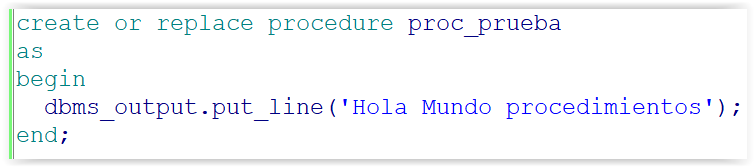 create or replace procedure proc_prueba
as
begin
  dbms_output.put_line('Hola Mundo procedimientos');
end;